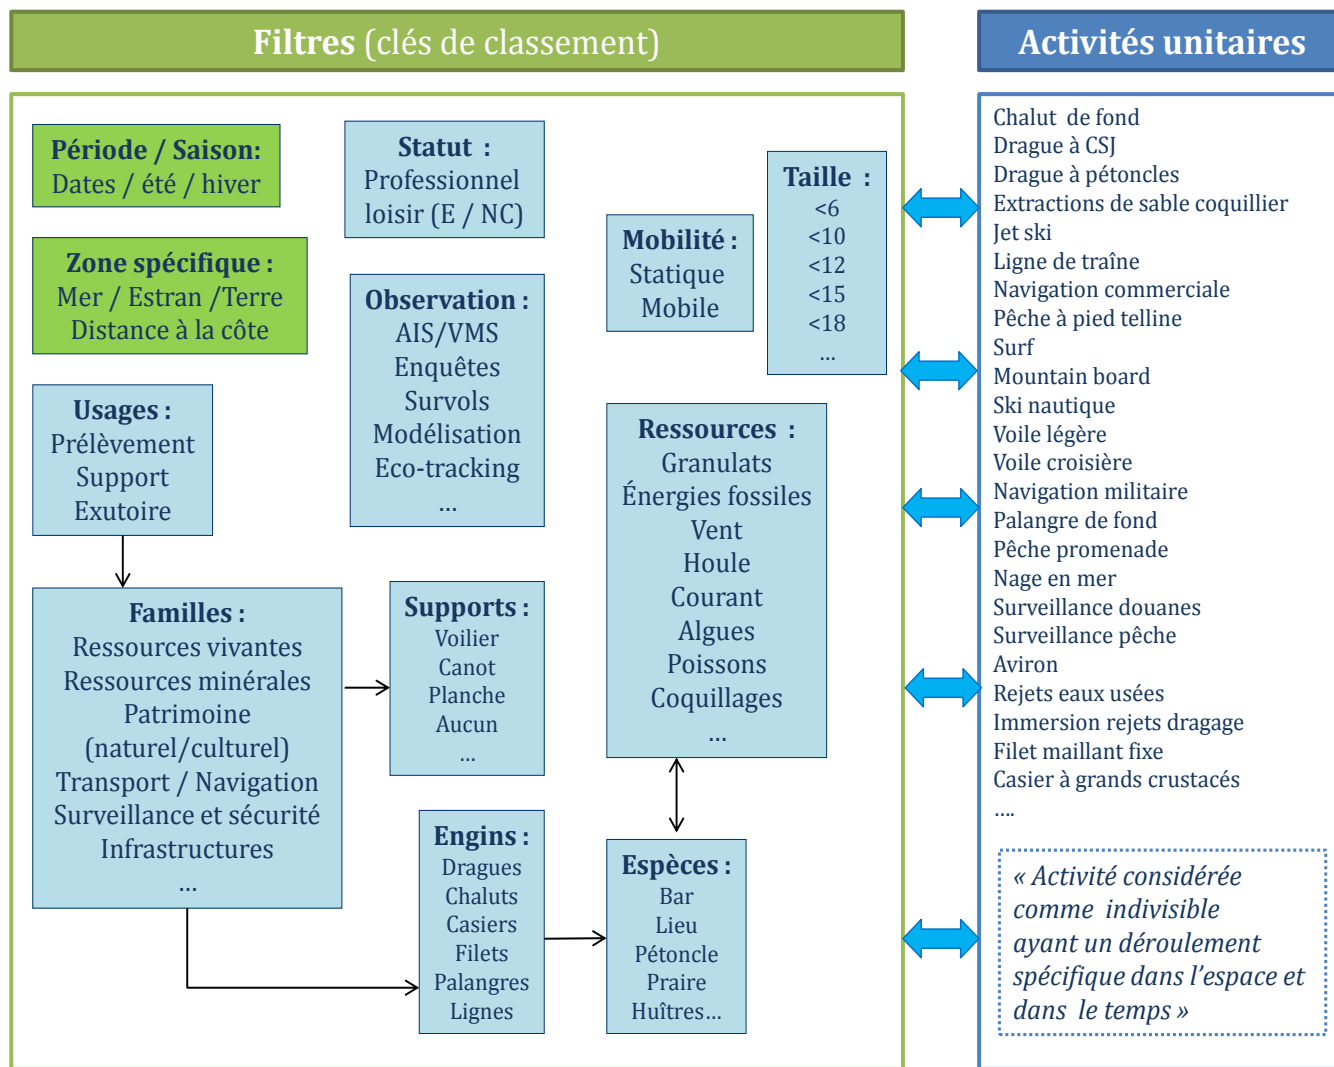 Filtres (clés de classement)
Activités unitaires
Période / Saison:
Dates / été / hiver
Zone spécifique :
Mer / Estran /Terre
Distance à la côte
Usages :
Prélèvement
Support
Exutoire
Familles :
Ressources vivantes
Ressources minérales
Patrimoine
(naturel/culturel)
Transport / Navigation
Surveillance et sécurité
Infrastructures
…
Statut :
Professionnel
loisir (E / NC)
Observation :
AIS/VMS
Enquêtes
Survols
Modélisation
Eco-tracking
…
Supports :
Voilier
Canot
Planche
Aucun
…
Engins :
Dragues
Chaluts
Casiers
Filets
Palangres
Lignes
Mobilité :
Statique
Mobile
Taille :
<6
<10
<12
<15
<18
…
Ressources :
Granulats
Énergies fossiles
Vent
Houle
Courant
Algues
Poissons
Coquillages
…
Espèces :
Bar
Lieu
Pétoncle
Praire
Huîtres…
Chalut de fond
Drague à CSJ
Drague à pétoncles
Extractions de sable coquillier
Jet ski
Ligne de traîne
Navigation commerciale
Pêche à pied telline
Surf
Mountain board
Ski nautique
Voile légère
Voile croisière
Navigation militaire
Palangre de fond
Pêche promenade
Nage en mer
Surveillance douanes
Surveillance pêche
Aviron
Rejets eaux usées
Immersion rejets dragage
Filet maillant fixe
Casier à grands crustacés
….
« Activité considérée
comme indivisible
ayant un déroulement
spécifique dans l’espace et
dans le temps »